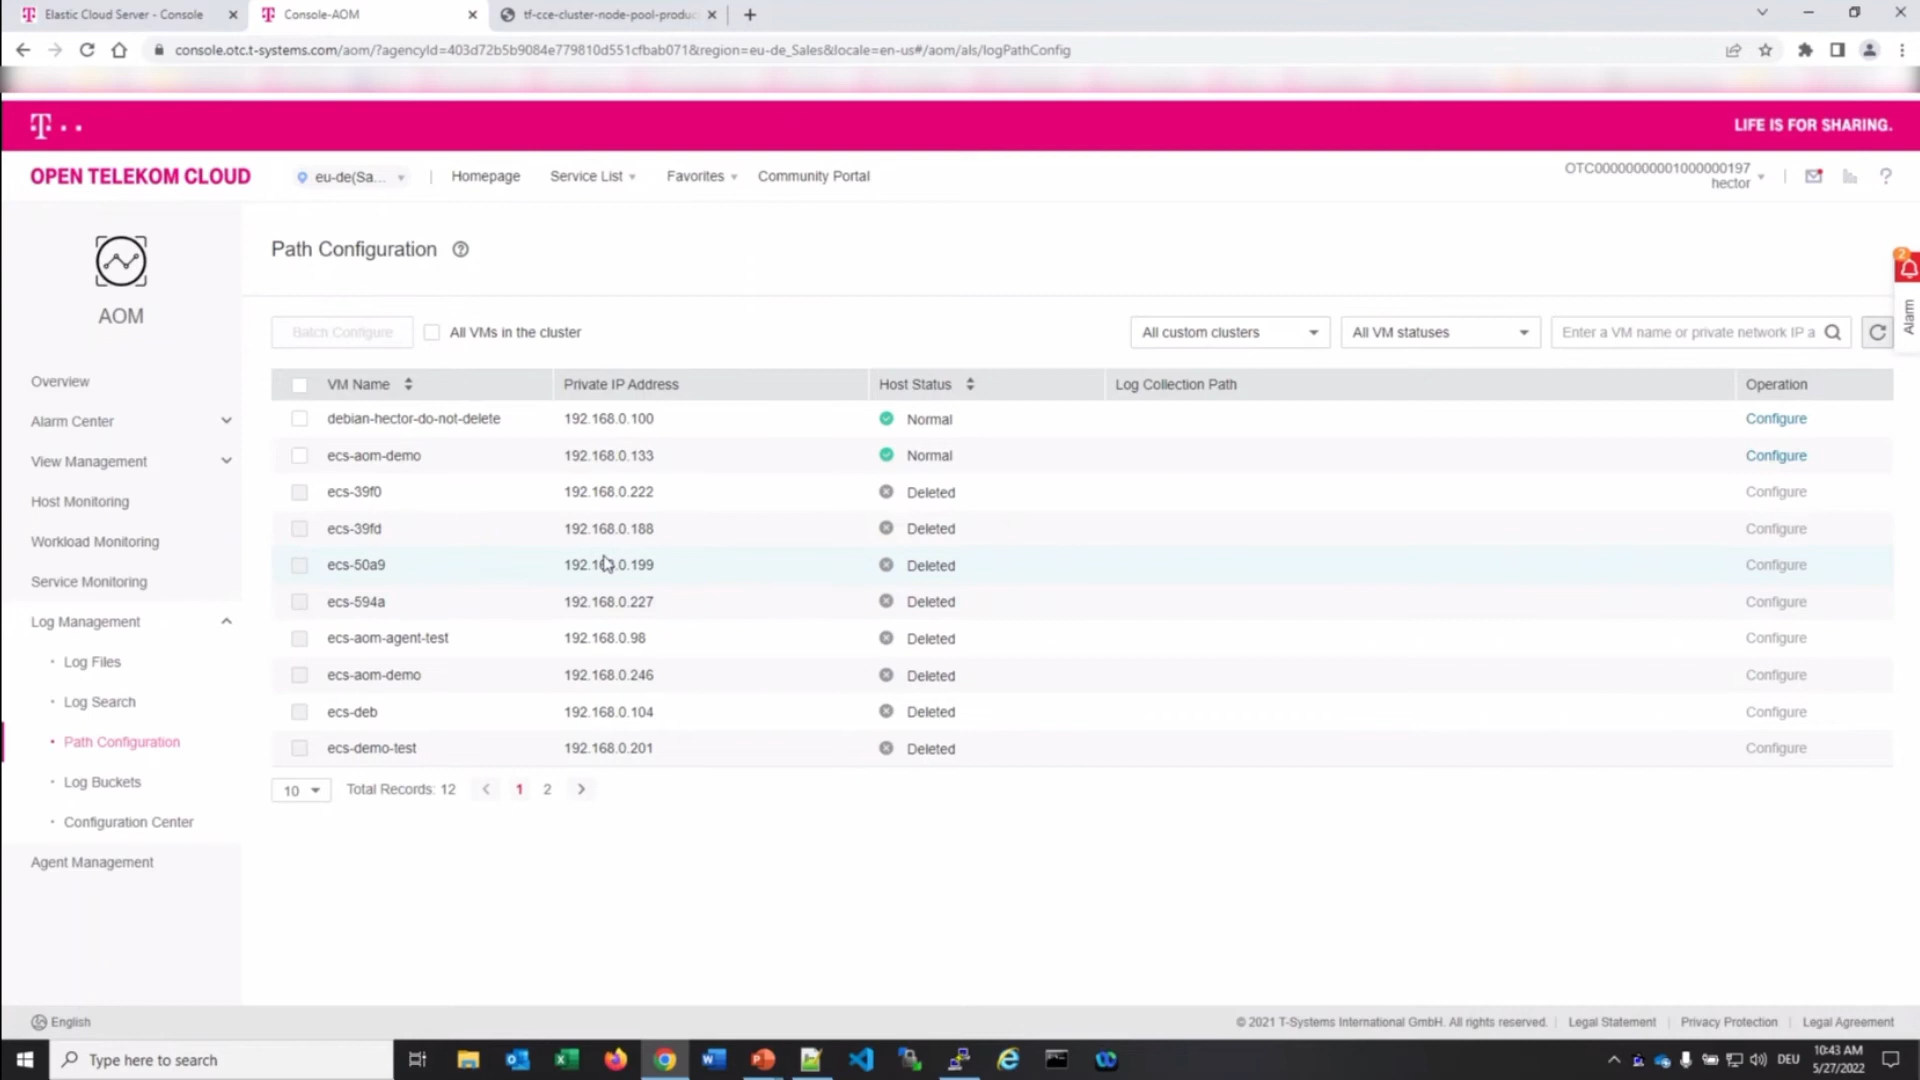 Elastic Cloud Server - Console
Console-AOM
tf-cce-cluster-node-pool-produc
console.otc.t-systems.com/aom/?agencyId=403d72b5b9084e779810d551cfbab071&region=eu-de_Sales&locale=en-us#/aom/als/logPathConfig
T
LIFE IS FOR SHARING.
OPEN TELEKOM CLOUD
eu-de(Sa...
Homepage
Service List
Favorites
Community Portal
OTC00000000001000000197
hector
AOM
Overview
Alarm Center
View Management
Host Monitoring
Workload Monitoring
Service Monitoring
Log Management
Log Files
Log Search
Path Configuration
Log Buckets
Configuration Center
Agent Management
Path Configuration
2
Alarm
Batch Configure
All VMs in the cluster
All custom clusters
All VM statuses
Enter a VM name or private network IP a
VM Name Private IP Address Host Status Log Collection Path Operation
debian-hector-do-not-delete 192.168.0.100 Normal Configure
ecs-aom-demo 192.168.0.133 Normal Configure
ecs-39f0 192.168.0.222 Deleted Configure
ecs-39fd 192.168.0.188 Deleted Configure
ecs-50a9 192.168.0.199 Deleted Configure
ecs-594a 192.168.0.227 Deleted Configure
ecs-aom-agent-test 192.168.0.98 Deleted Configure
ecs-aom-demo 192.168.0.246 Deleted Configure
ecs-deb 192.168.0.104 Deleted Configure
ecs-demo-test 192.168.0.201 Deleted Configure
10 Total Records: 12 1 2
English
© 2021 T-Systems International GmbH. All rights reserved. | Legal Statement | Privacy Protection | Legal Agreement
Type here to search
DEU
10:43 AM
5/27/2022